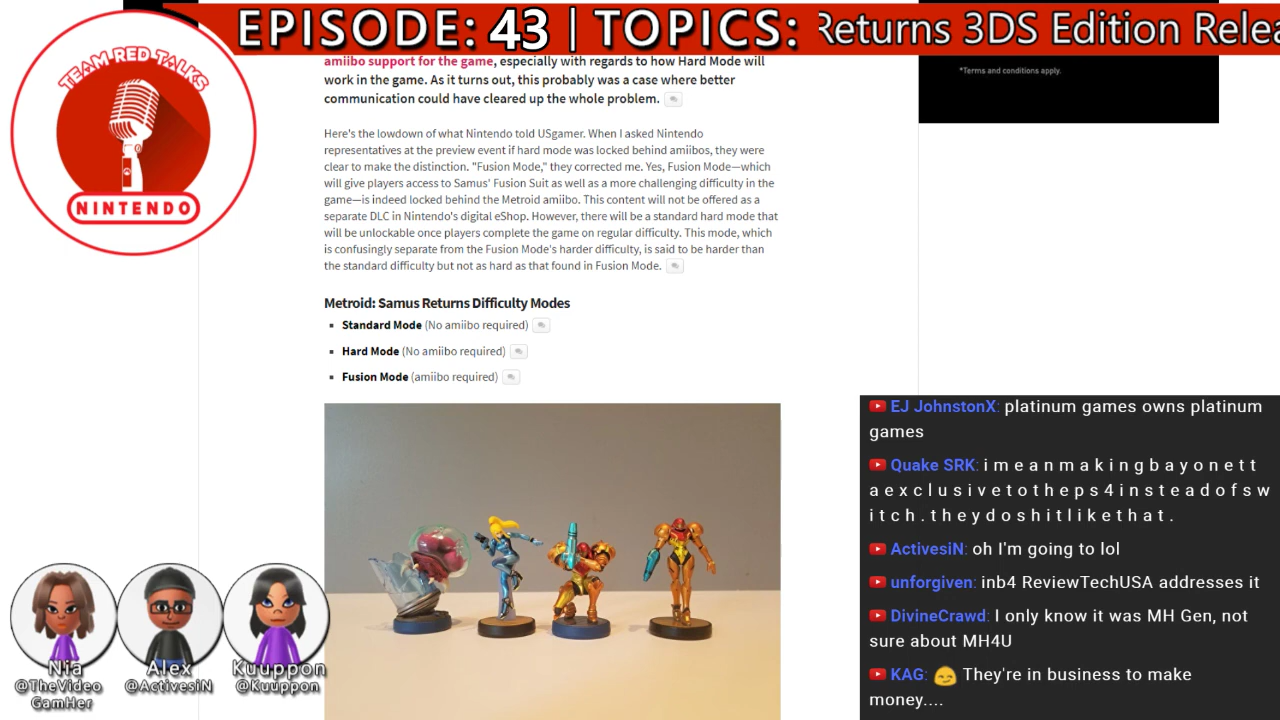 EPISODE: 43 | TOPICS: Returns 3DS Edition Relea
TEAM RED TALKS
NINTENDO
amiibo support for the game, especially with regards to how Hard Mode will
work in the game. As it turns out, this probably was a case where better
communication could have cleared up the whole problem.
Here's the lowdown of what Nintendo told USgamer. When I asked Nintendo
representatives at the preview event if hard mode was locked behind amiibos, they were
clear to make the distinction. "Fusion Mode," they corrected me. Yes, Fusion Mode—which
will give players access to Samus' Fusion Suit as well as a more challenging difficulty in the
game—is indeed locked behind the Metroid amiibo. This content will not be offered as a
separate DLC in Nintendo's digital eShop. However, there will be a standard hard mode that
will be unlockable once players complete the game on regular difficulty. This mode, which
is confusingly separate from the Fusion Mode's harder difficulty, is said to be harder than
the standard difficulty but not as hard as that found in Fusion Mode.
Metroid: Samus Returns Difficulty Modes
Standard Mode (No amiibo required)
Hard Mode (No amiibo required)
Fusion Mode (amiibo required)
*Terms and conditions apply.
EJ JohnstonX: platinum games owns platinum
games
Quake SRK: i m e a n m a k i n g b a y o n e t t
a e x c l u s i v e t o t h e p s 4 i n s t e a d o f s w
i t c h . t h e y d o s h i t l i k e t h a t .
ActivesiN: oh I'm going to lol
unforgiven: inb4 ReviewTechUSA addresses it
DivineCrawd: I only know it was MH Gen, not
sure about MH4U
KAG: 😏 They're in business to make
money....
Nia
@TheVideo
GamHer
Alex
@ActivesiN
Kuuppon
@Kuuppon